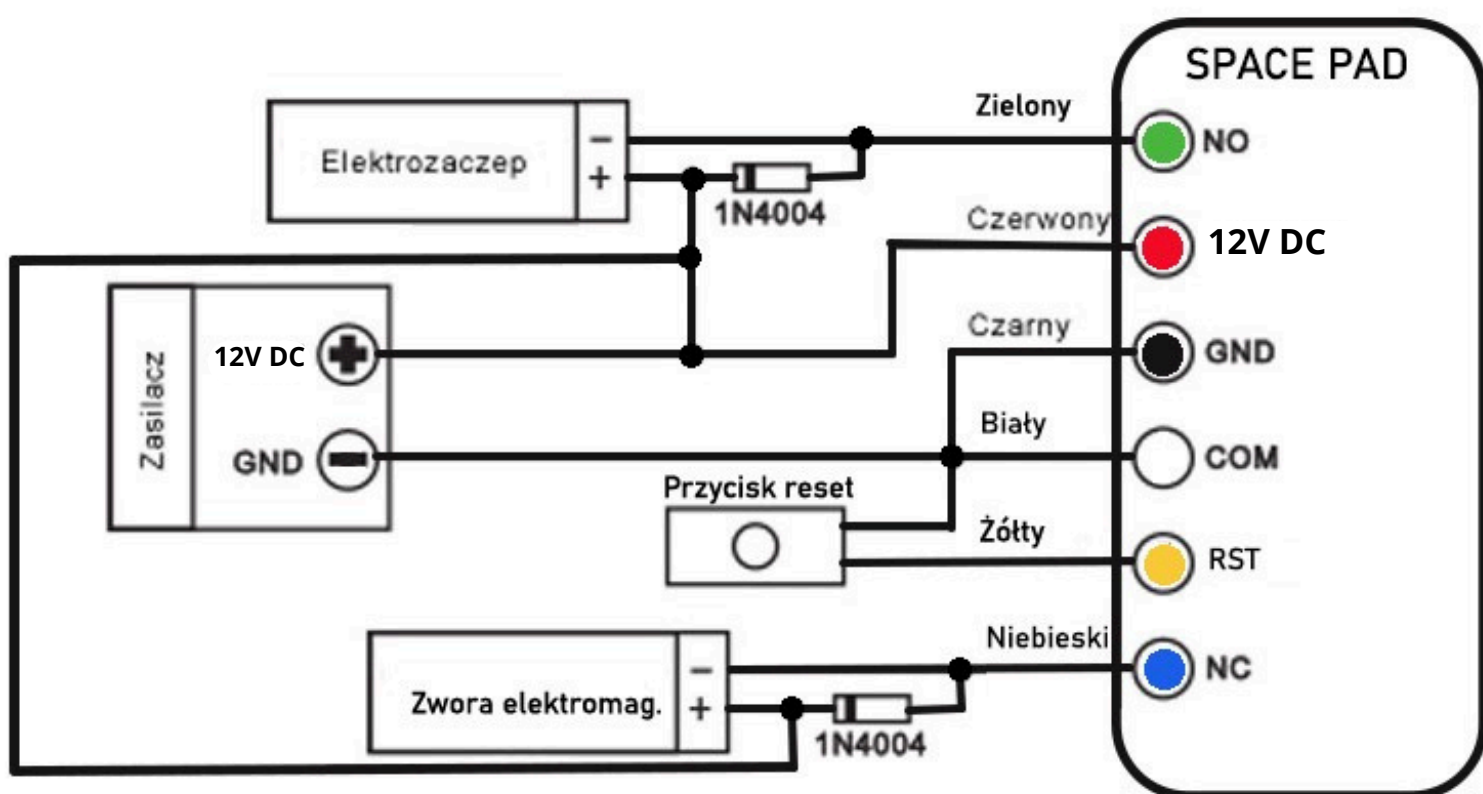 SPACE PAD
Zielony
NO
Elektrozaczep
−
+
1N4004
Czerwony
12V DC
Czarny
GND
Zasilacz
12V DC
+
GND
−
Biały
COM
Przycisk reset
Żółty
RST
Niebieski
NC
Zwora elektromag.
−
+
1N4004